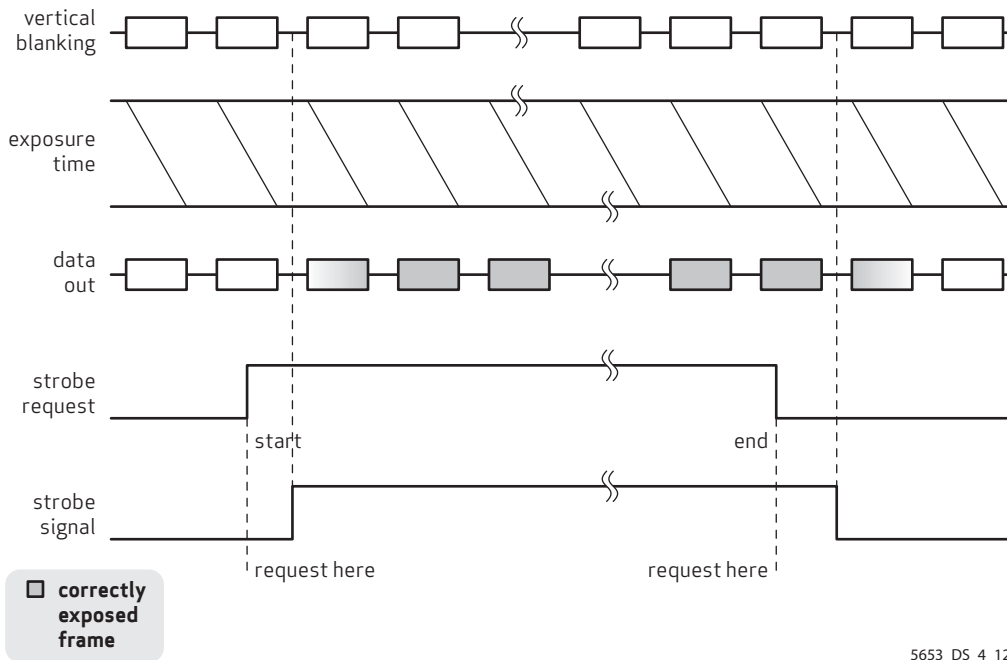 vertical
blanking
exposure
time
data
out
strobe
request
start
end
strobe
signal
request here
request here
correctly
exposed
frame
5653_DS_4_12